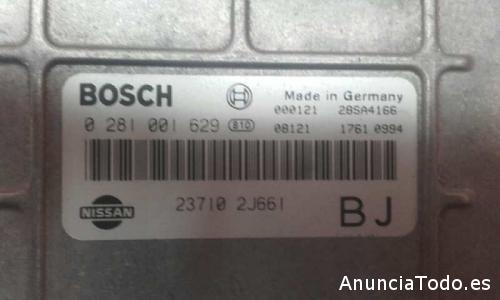 BOSCH
Made in Germany
000121 28SA4166
0 281 001 629 810 08121 1761 0994
NISSAN
23710 2J661
BJ
AnunciaTodo.es